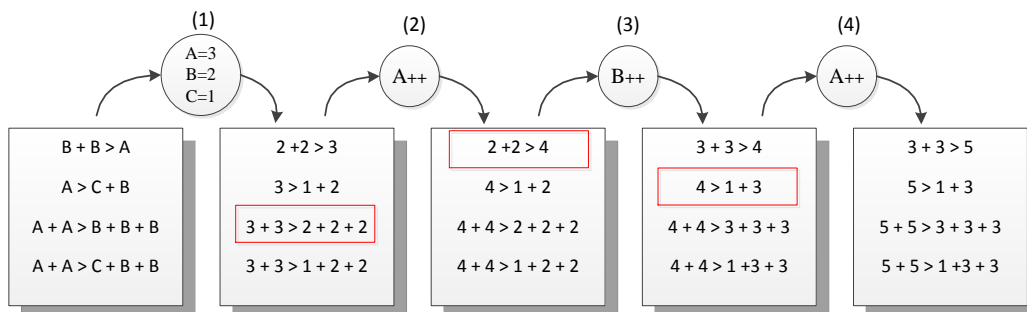 (1)
(2)
(3)
(4)
A=3
B=2
C=1
A++
B++
A++
B + B > A
A > C + B
A + A > B + B + B
A + A > C + B + B
2 +2 > 3
3 > 1 + 2
3 + 3 > 2 + 2 + 2
3 + 3 > 1 + 2 + 2
2 +2 > 4
4 > 1 + 2
4 + 4 > 2 + 2 + 2
4 + 4 > 1 + 2 + 2
3 + 3 > 4
4 > 1 + 3
4 + 4 > 3 + 3 + 3
4 + 4 > 1 +3 + 3
3 + 3 > 5
5 > 1 + 3
5 + 5 > 3 + 3 + 3
5 + 5 > 1 +3 + 3